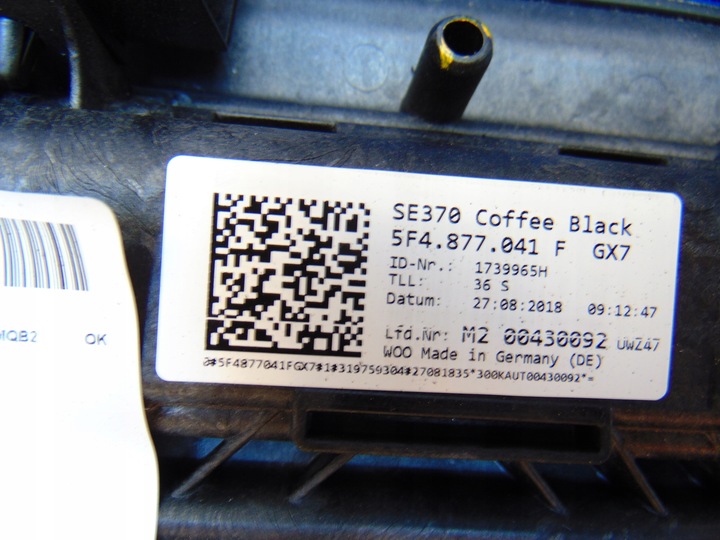 SE370 Coffee Black
5F4.877.041 F GX7
ID-Nr.: 1739965H
TLL: 36 S
Datum: 27:08:2018 09:12:47
Lfd.Nr: M2 00430092 UWZ47
WOO Made in Germany (DE)
#5F4877041FGX7#1#319759304#27081835*300KAUT00430092*=
MQB2 OK